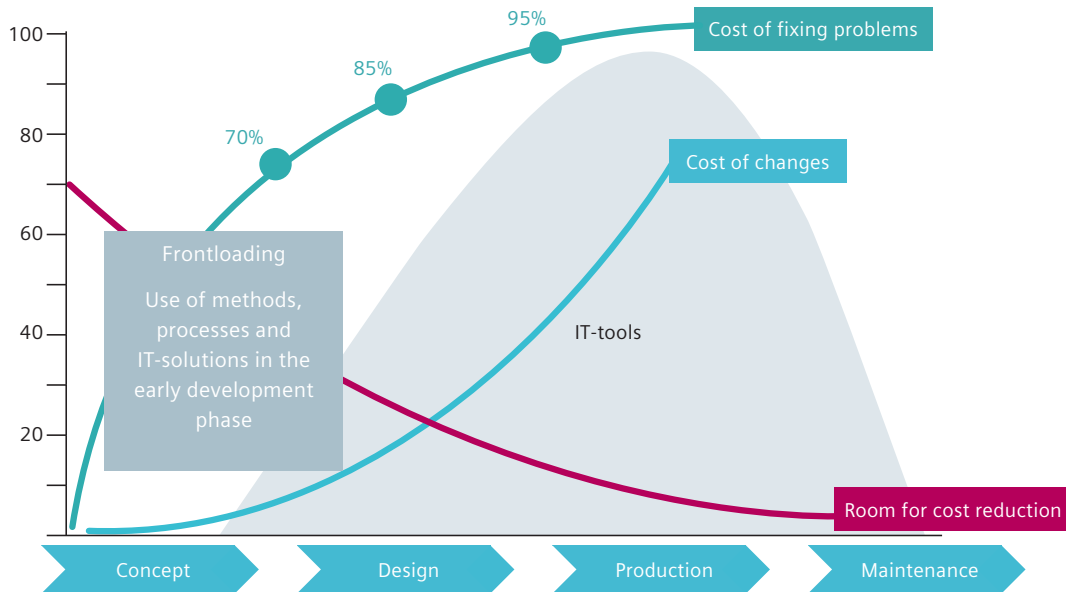 95%
Cost of fixing problems
100
85%
80
70%
Cost of changes
60
Frontloading
Use of methods,
processes and
IT-solutions in the
early development
phase
40
IT-tools
20
Room for cost reduction
Concept
Design
Production
Maintenance